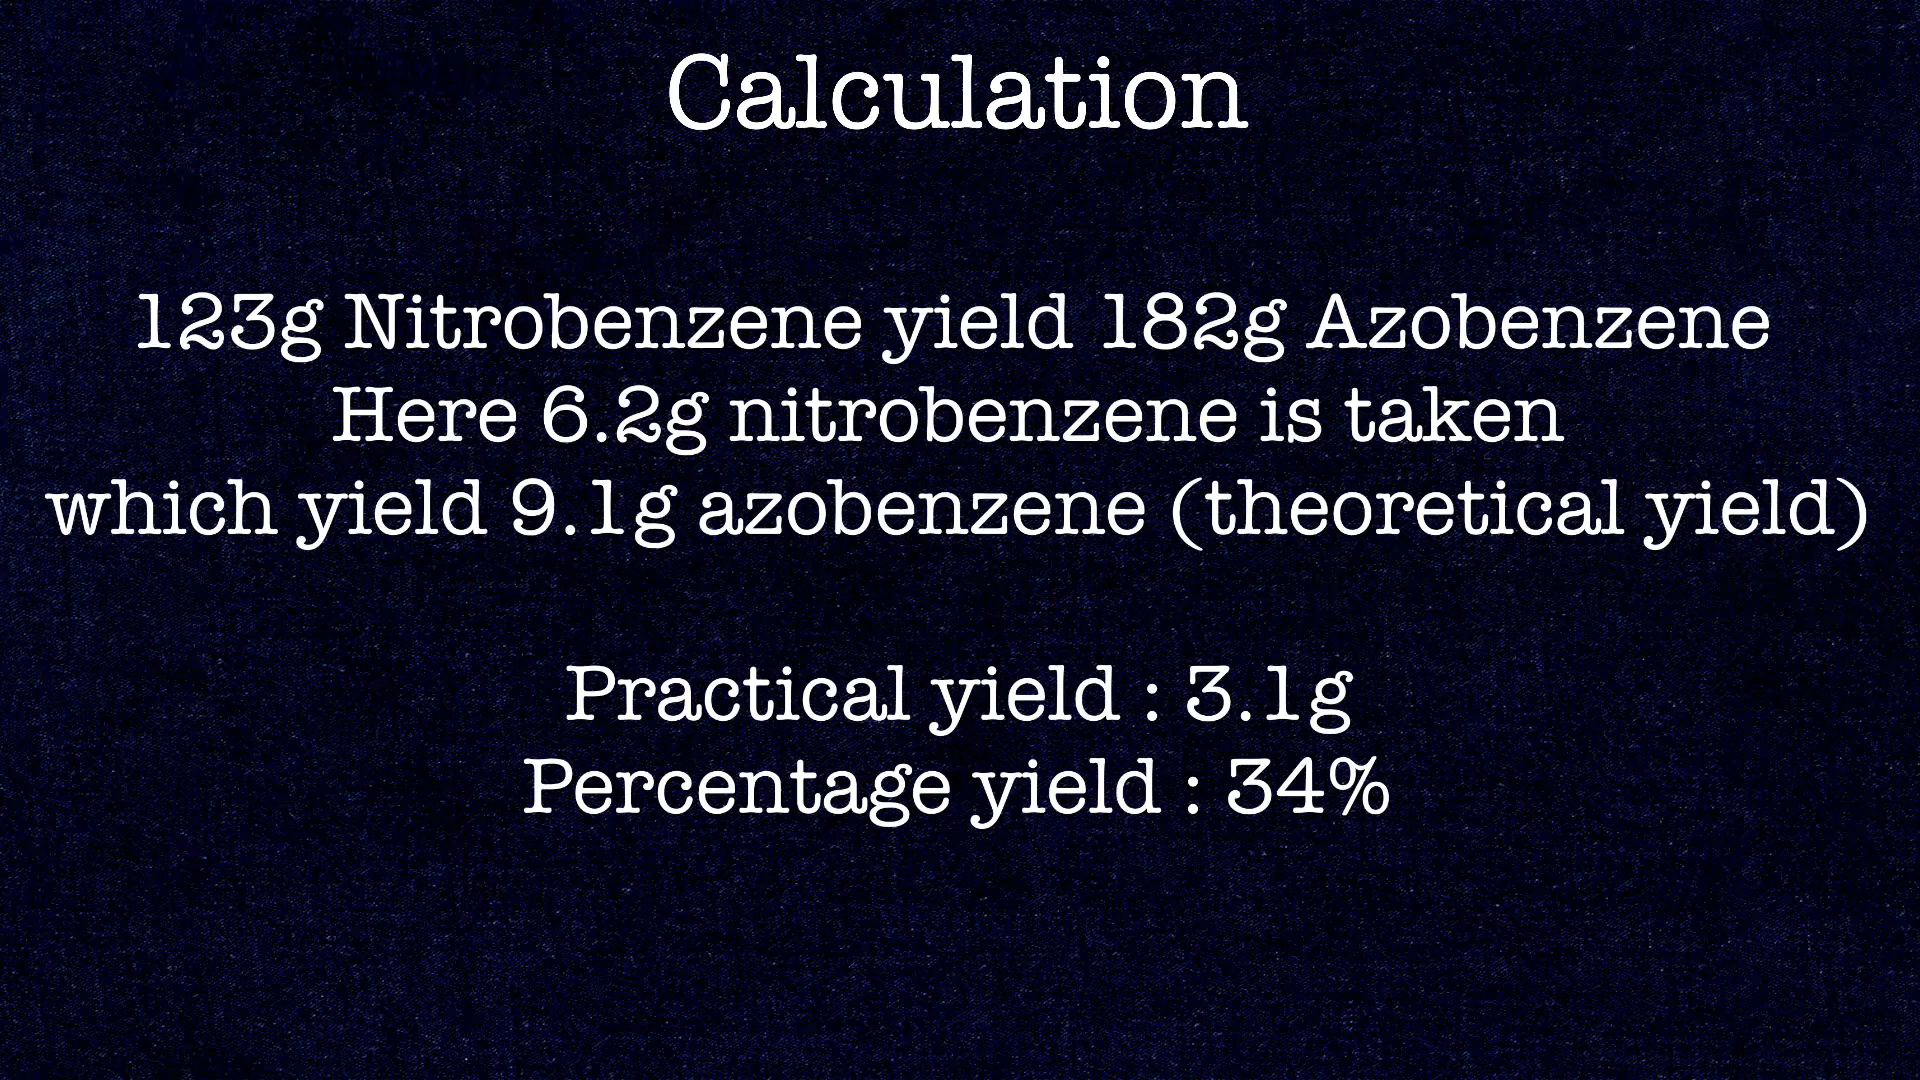 Calculation
123g Nitrobenzene yield 182g Azobenzene
Here 6.2g nitrobenzene is taken
which yield 9.1g azobenzene (theoretical yield)
Practical yield : 3.1g
Percentage yield : 34%